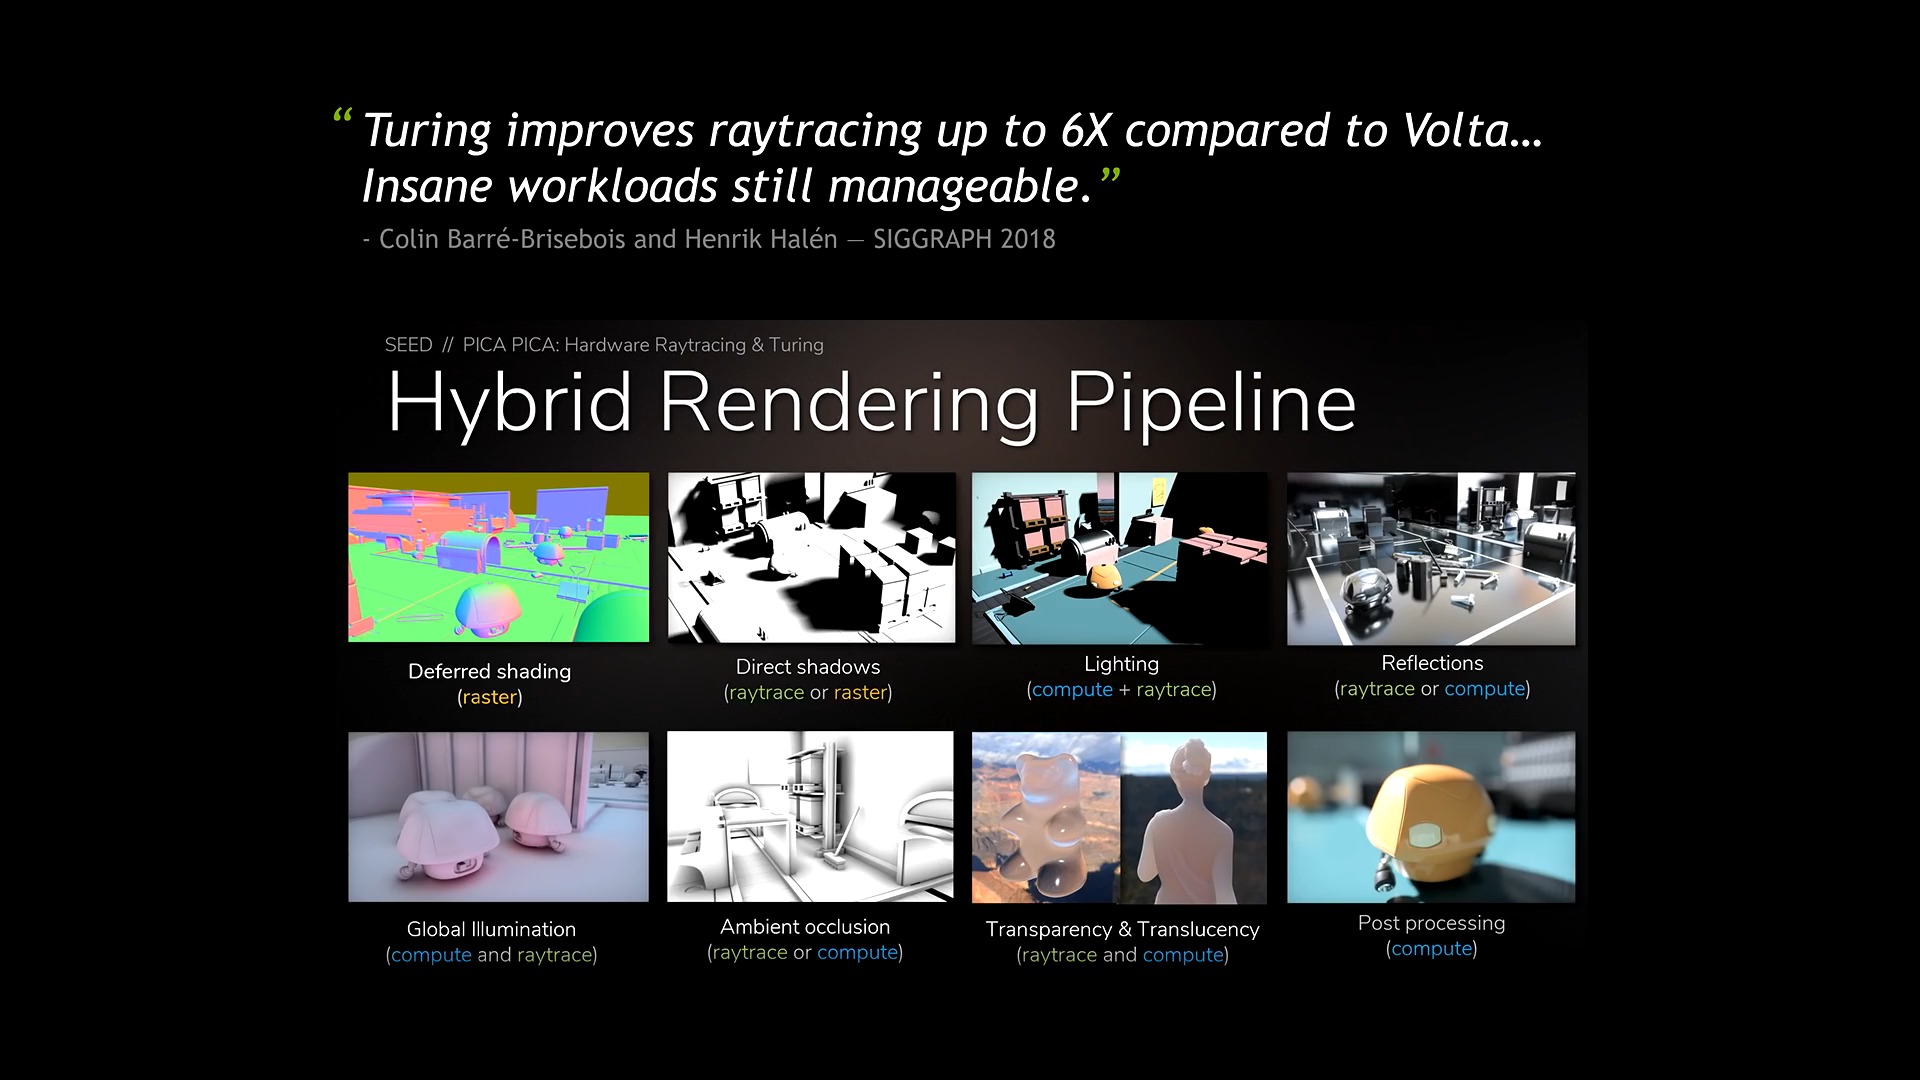 “Turing improves raytracing up to 6X compared to Volta…
Insane workloads still manageable.”
- Colin Barré-Brisebois and Henrik Halén — SIGGRAPH 2018
SEED // PICA PICA: Hardware Raytracing & Turing
Hybrid Rendering Pipeline
Deferred shading
(raster)
Direct shadows
(raytrace or raster)
Lighting
(compute + raytrace)
Reflections
(raytrace or compute)
Global Illumination
(compute and raytrace)
Ambient occlusion
(raytrace or compute)
Transparency & Translucency
(raytrace and compute)
Post processing
(compute)